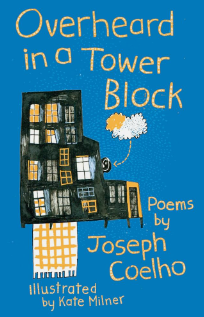 Overheard
in a Tower
Block
Poems
by
Joseph
Coelho
Illustrated
by Kate Milner